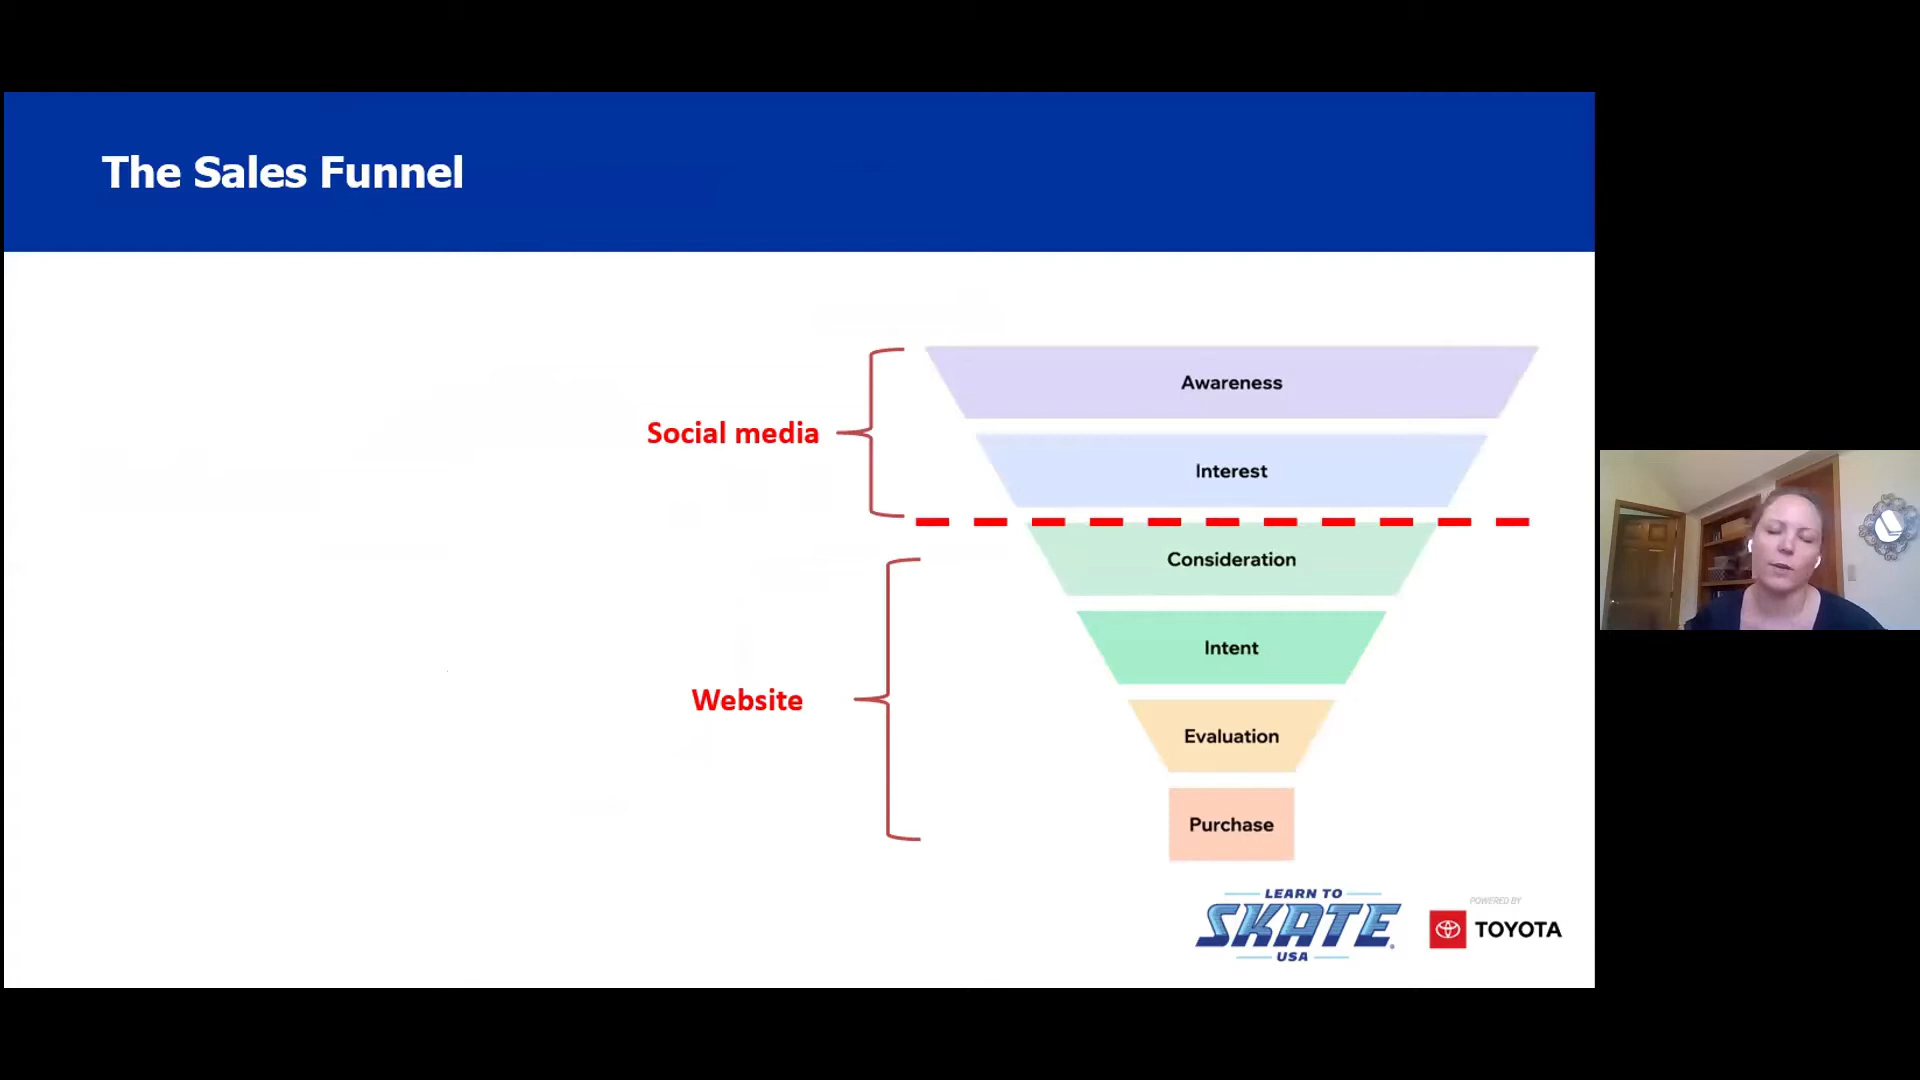 The Sales Funnel
Social media
Awareness
Interest
Website
Consideration
Intent
Evaluation
Purchase
LEARN TO
SKATE
USA
POWERED BY
TOYOTA